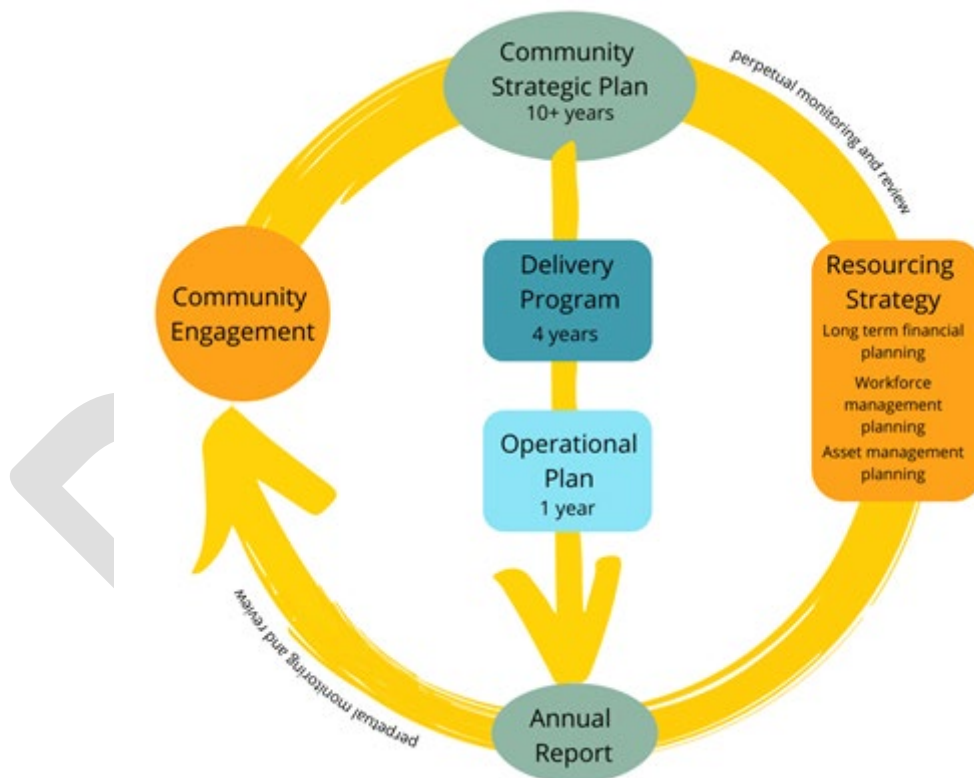 Community
Strategic Plan
10+ years
perpetual monitoring and review
Community
Engagement
Delivery
Program
4 years
Resourcing
Strategy
Long term financial
planning
Workforce
management
planning
Asset management
planning
Operational
Plan
1 year
perpetual monitoring and review
Annual
Report